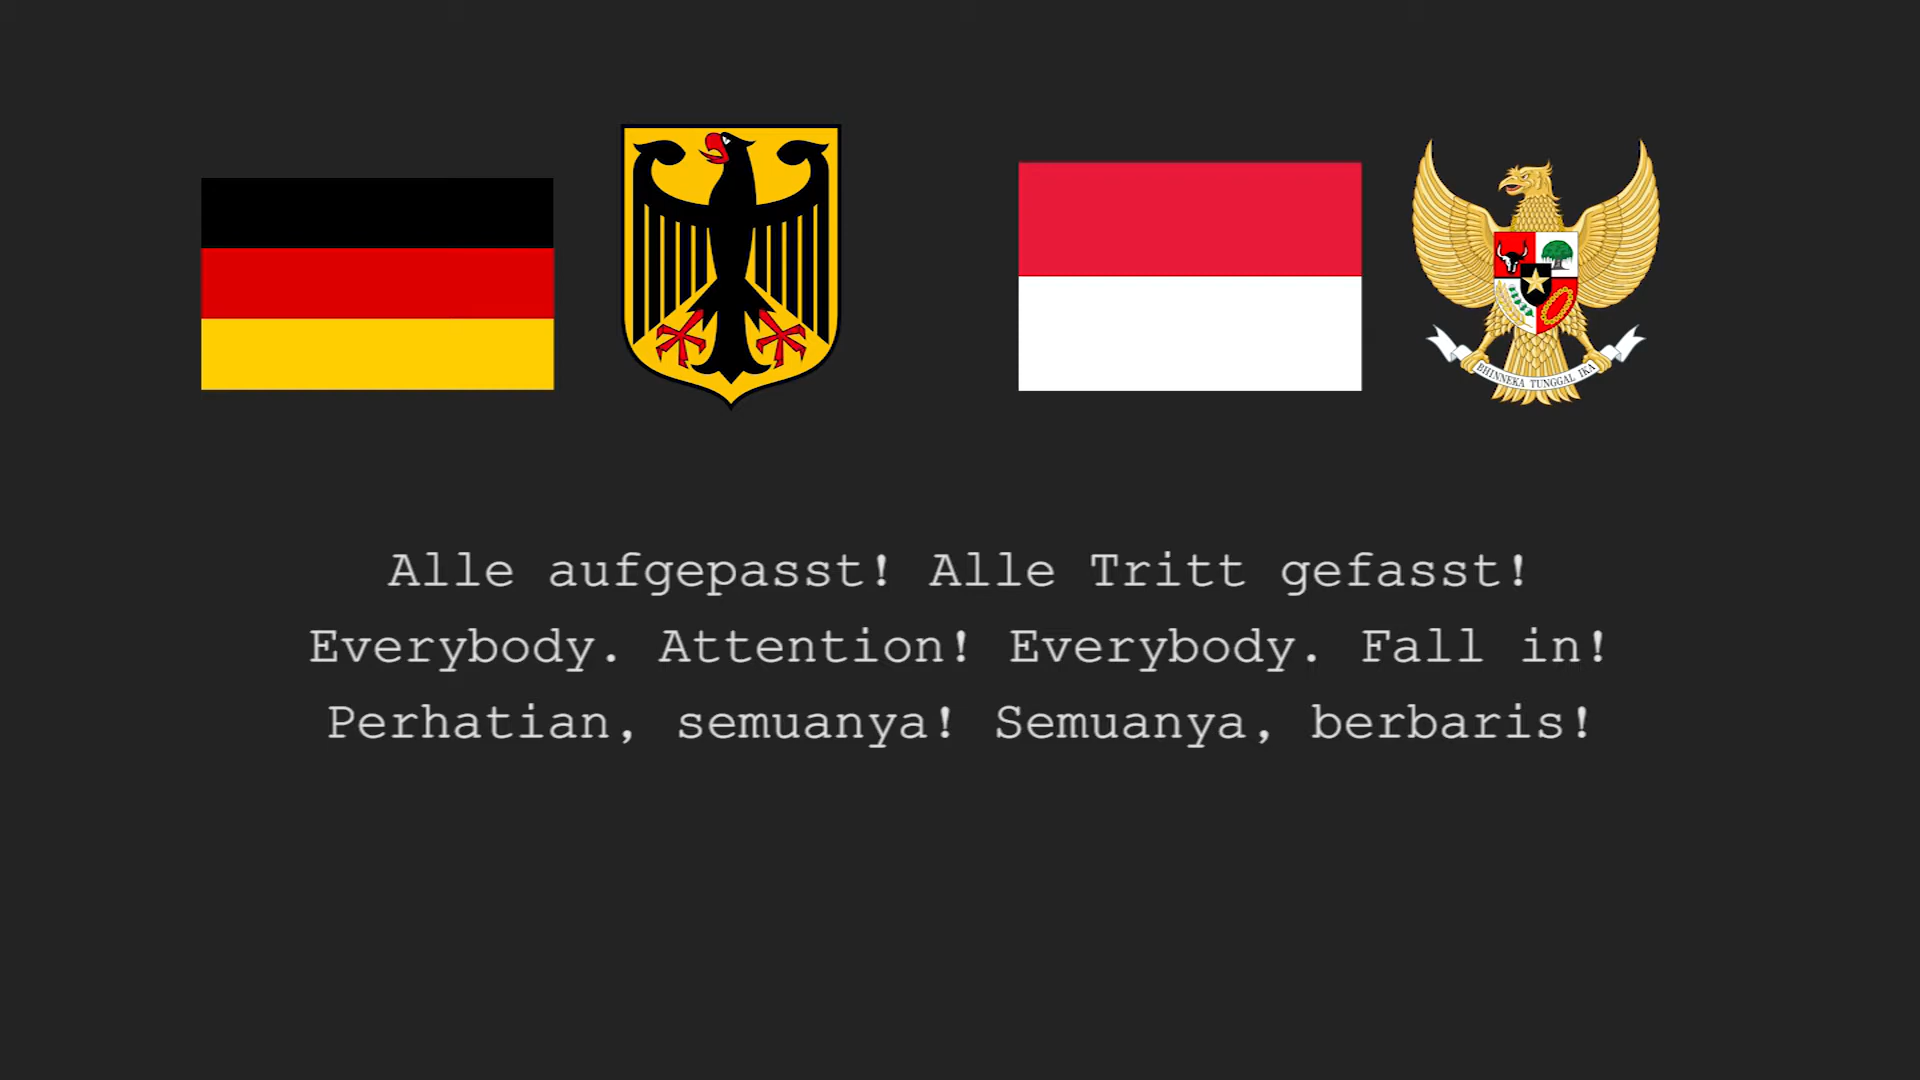 BHINNEKA TUNGGAL IKA
Alle aufgepasst! Alle Tritt gefasst!
Everybody. Attention! Everybody. Fall in!
Perhatian, semuanya! Semuanya, berbaris!